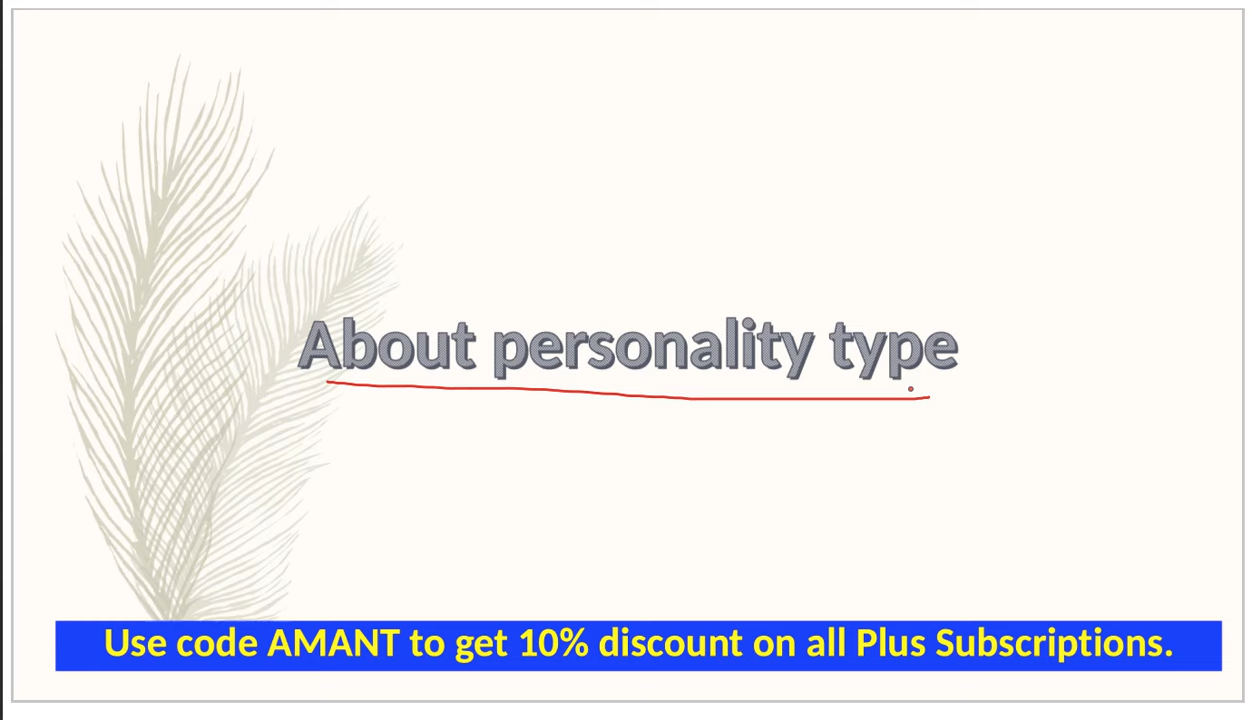 About personality type
Use code AMANT to get 10% discount on all Plus Subscriptions.